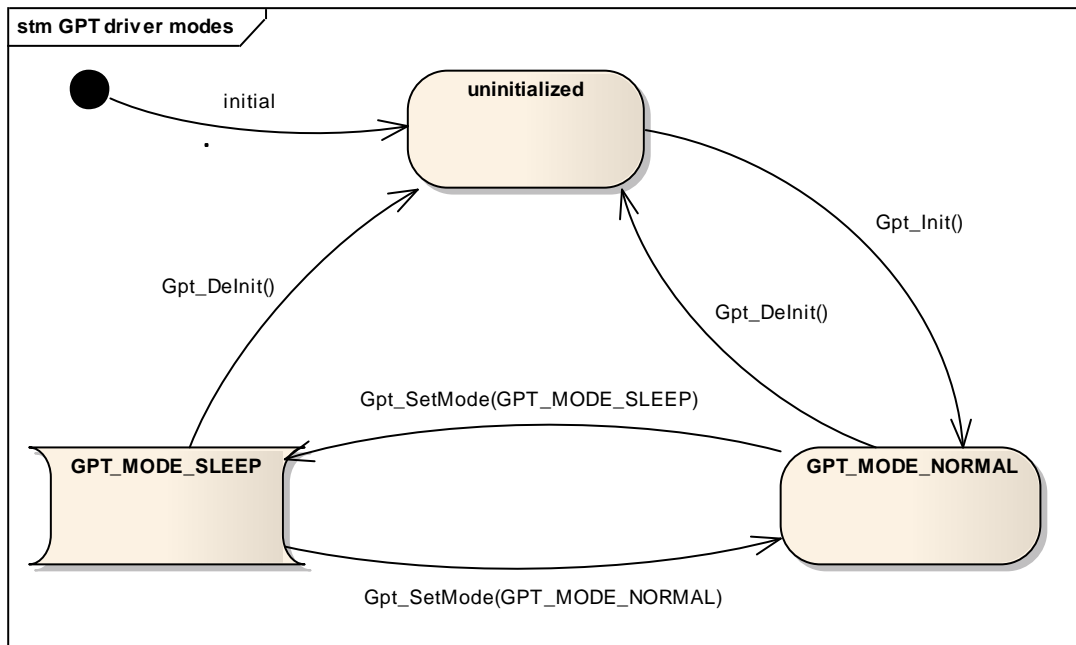 stm GPT driver modes
initial
uninitialized
Gpt_Init()
Gpt_DeInit()
Gpt_DeInit()
Gpt_SetMode(GPT_MODE_SLEEP)
GPT_MODE_SLEEP
GPT_MODE_NORMAL
Gpt_SetMode(GPT_MODE_NORMAL)